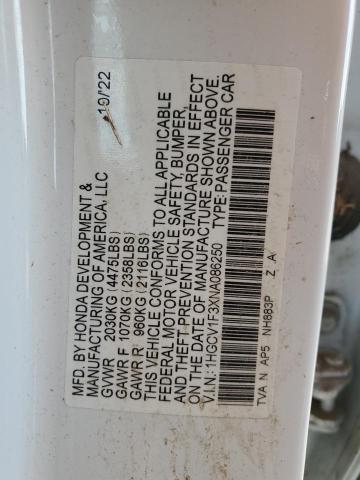 MFD. BY HONDA DEVELOPMENT &
MANUFACTURING OF AMERICA, LLC 10/22
GVWR 2030KG (4475LBS)
GAWR F 1070KG (2358LBS)
GAWR R: 960KG (2116LBS)
THIS VEHICLE CONFORMS TO ALL APPLICABLE
FEDERAL MOTOR VEHICLE SAFETY, BUMPER,
AND THEFT PREVENTION STANDARDS IN EFFECT
ON THE DATE OF MANUFACTURE SHOWN ABOVE.
V.I.N: 1HGCV1F3XNA086250 TYPE: PASSENGER CAR
TVA N AP5 NH883P Z A